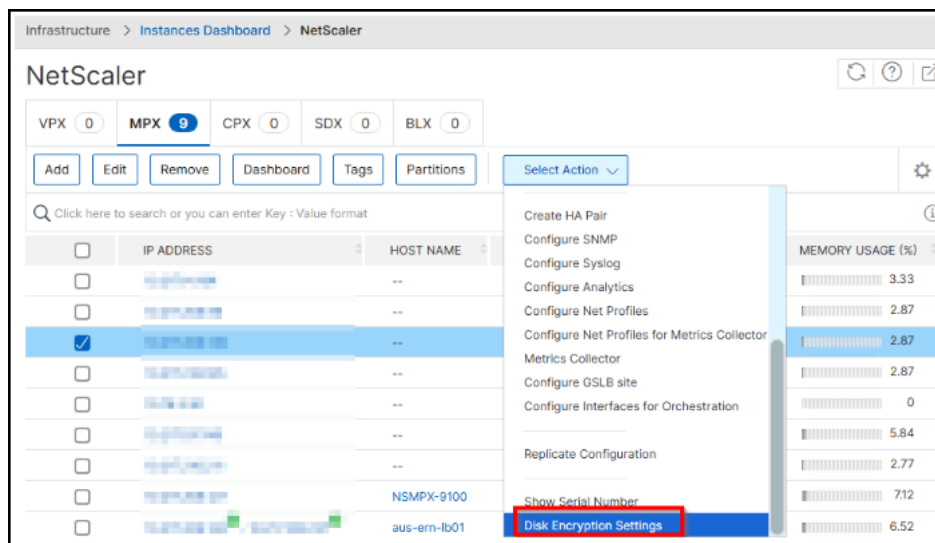 Infrastructure > Instances Dashboard > NetScaler
NetScaler
VPX 0 MPX 9 CPX 0 SDX 0 BLX 0
Add Edit Remove Dashboard Tags Partitions Select Action
Click here to search or you can enter Key : Value format
IP ADDRESS HOST NAME MEMORY USAGE (%)
Create HA Pair
Configure SNMP
Configure Syslog
Configure Analytics
Configure Net Profiles
Configure Net Profiles for Metrics Collector
Metrics Collector
Configure GSLB site
Configure Interfaces for Orchestration
Replicate Configuration
Show Serial Number
Disk Encryption Settings
-- 3.33
-- 2.87
-- 2.87
-- 2.87
-- 0
-- 5.84
-- 2.77
NSMPX-9100 7.12
aus-ern-lb01 6.52